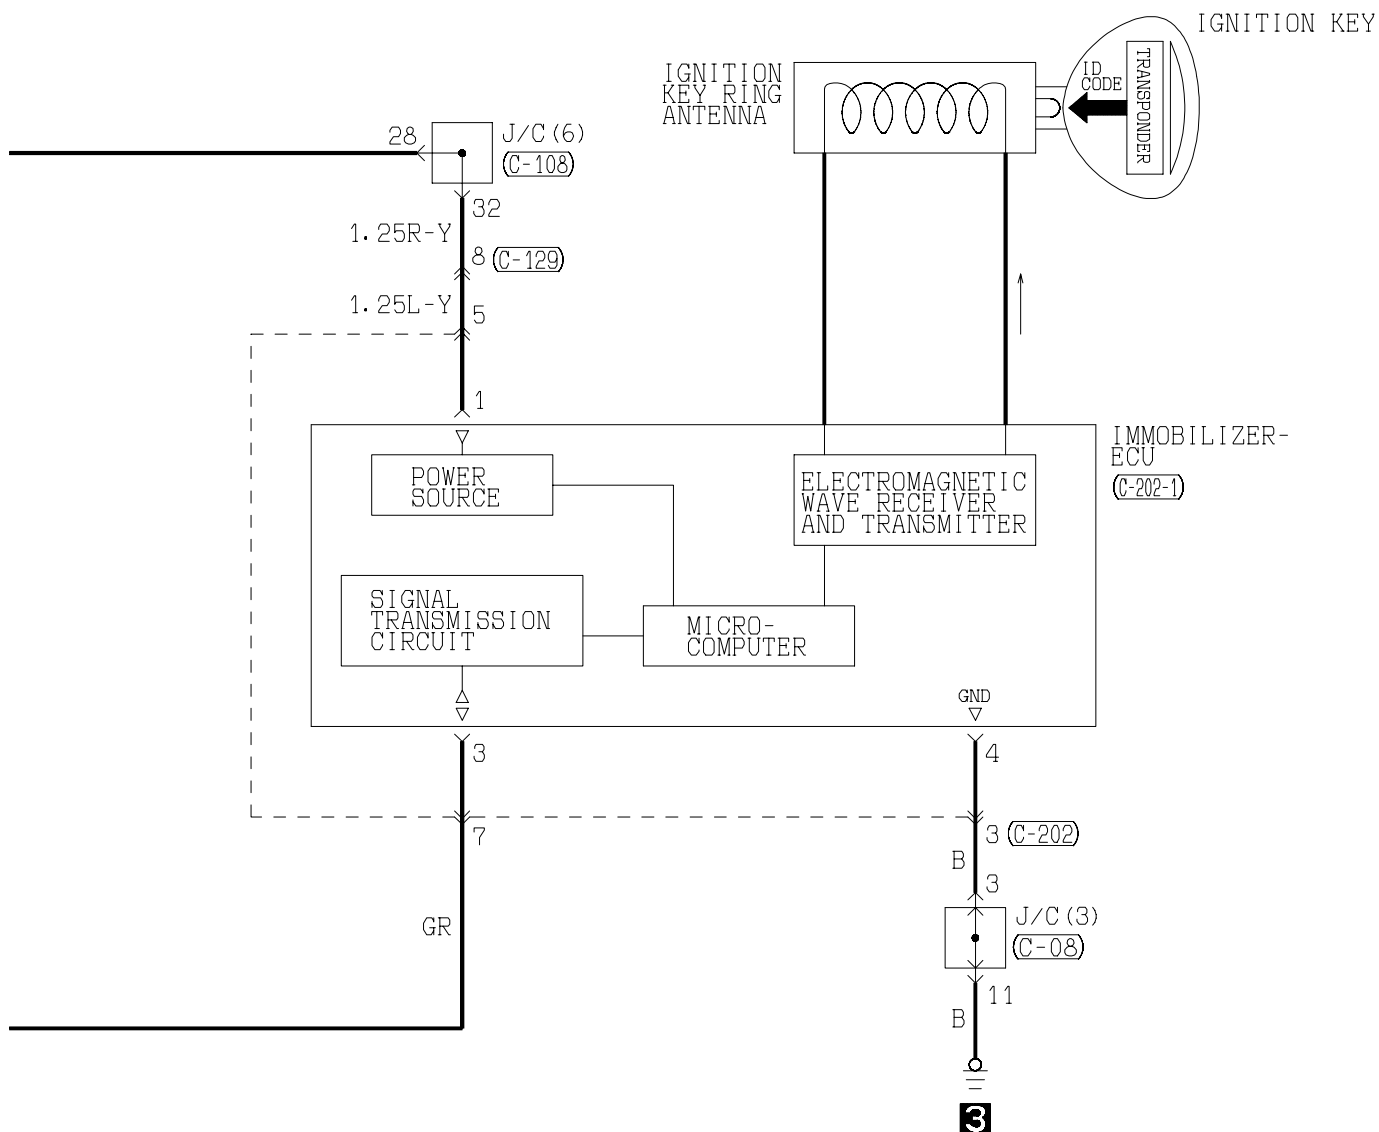 IGNITION KEY
IGNITION
KEY RING
ANTENNA
ID
CODE
TRANSPONDER
28
J/C(6)
C-108
32
1.25R-Y
8
C-129
1.25L-Y
5
1
IMMOBILIZER-
ECU
C-202-1
POWER
SOURCE
ELECTROMAGNETIC
WAVE RECEIVER
AND TRANSMITTER
SIGNAL
TRANSMISSION
CIRCUIT
MICRO-
COMPUTER
GND
3
4
7
3
C-202
B
3
GR
J/C(3)
C-08
11
B
3